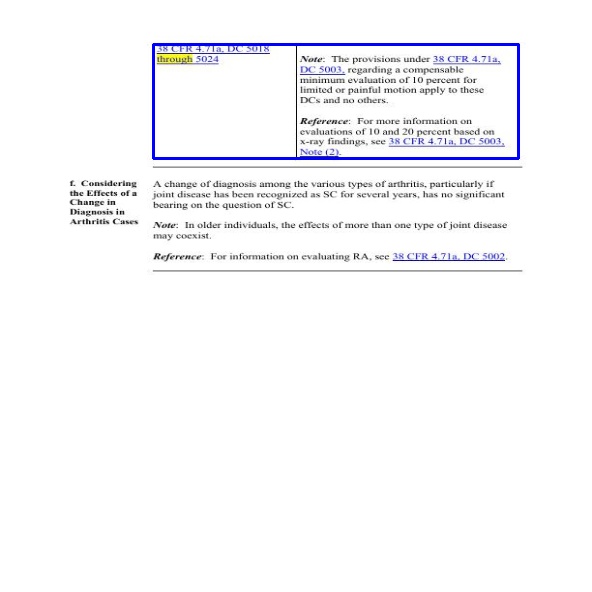 38 CFR 4.71a, DC 5018
through 5024
Note:  The provisions under 38 CFR 4.71a,
DC 5003, regarding a compensable
minimum evaluation of 10 percent for
limited or painful motion apply to these
DCs and no others.
Reference:  For more information on
evaluations of 10 and 20 percent based on
x-ray findings, see 38 CFR 4.71a, DC 5003,
Note (2).
f.  Considering
the Effects of a
Change in
Diagnosis in
Arthritis Cases
A change of diagnosis among the various types of arthritis, particularly if
joint disease has been recognized as SC for several years, has no significant
bearing on the question of SC.
Note:  In older individuals, the effects of more than one type of joint disease
may coexist.
Reference:  For information on evaluating RA, see 38 CFR 4.71a, DC 5002.